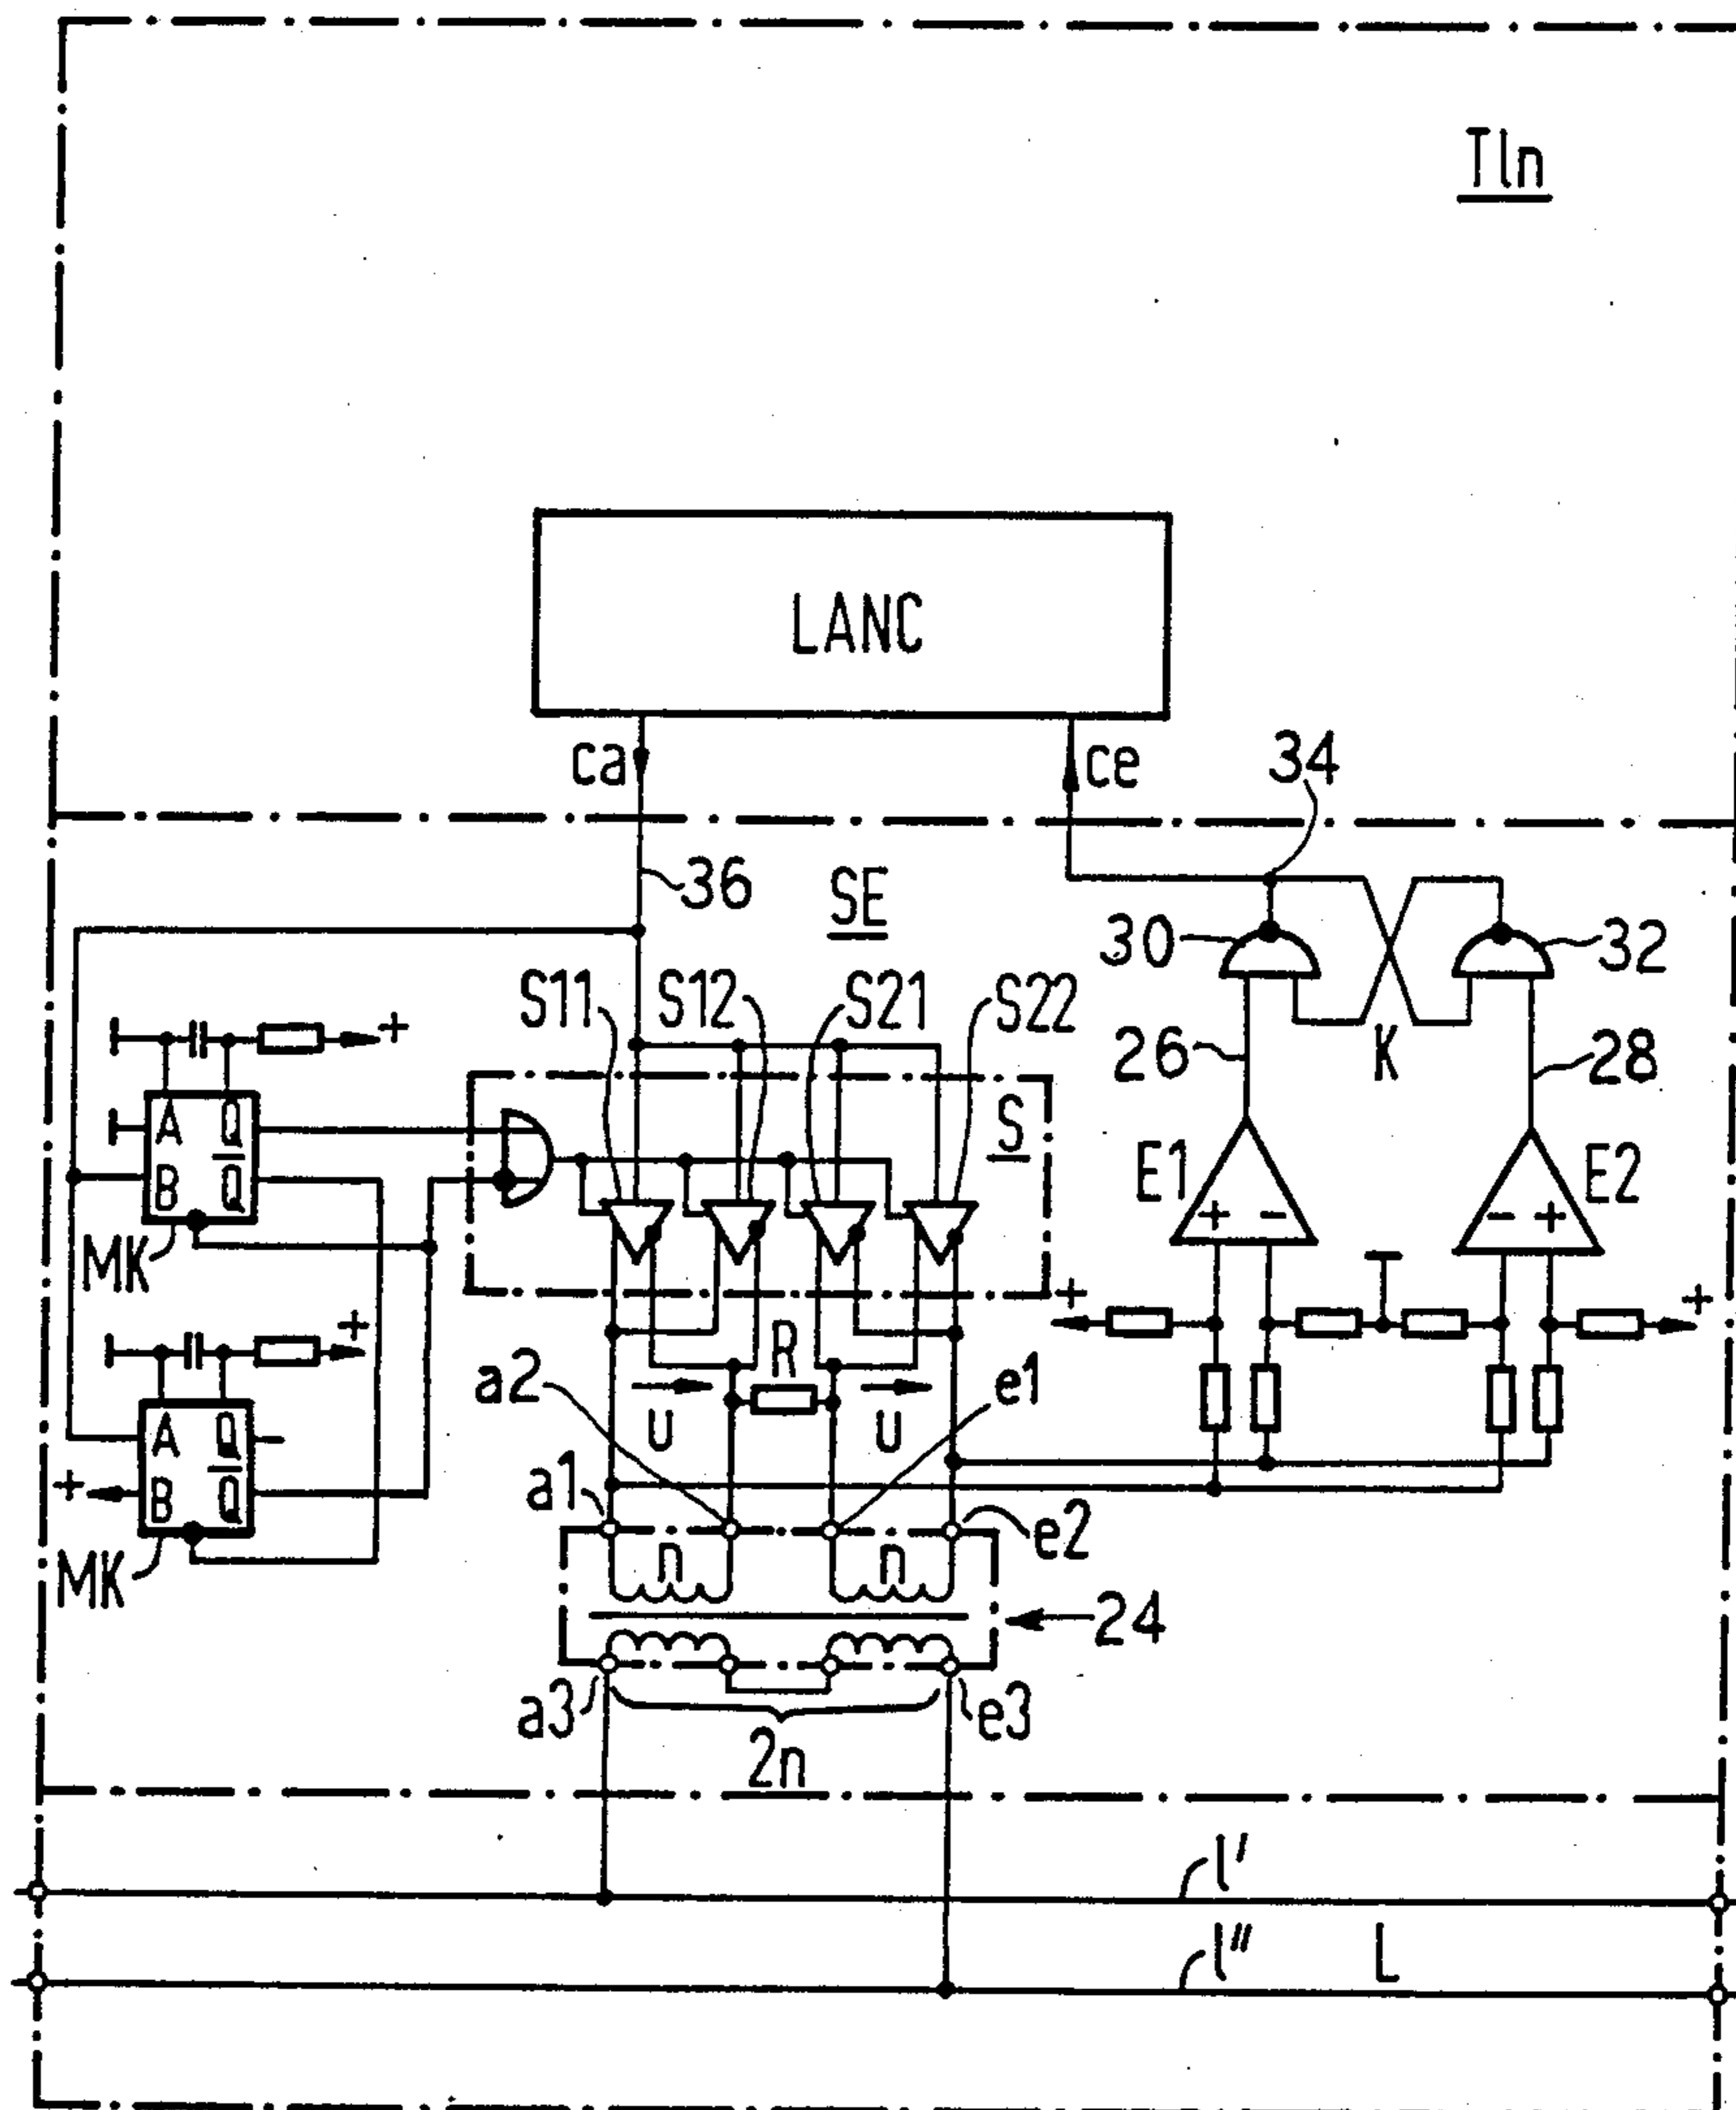 Tln
LANC
ca
ce
34
36
SE
30
32
S11
S12
S21
S22
26
K
28
+
S
A
Q
B
Q̅
E1
+
-
E2
-
+
MK
+
+
+
R
a2
e1
U
U
A
Q
B
Q̅
+
a1
e2
n
n
MK
24
a3
e3
2n
l'
l''
L